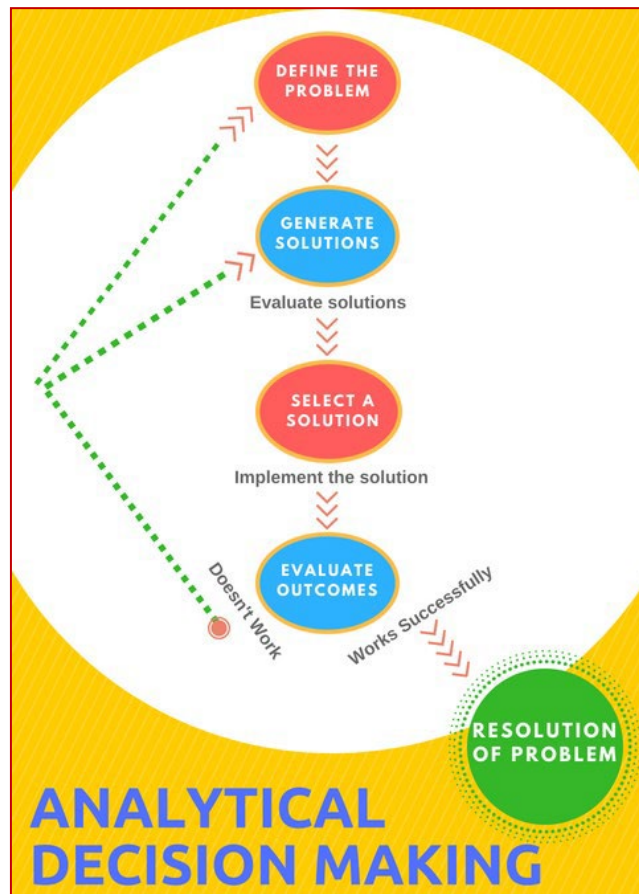 DEFINE THE
PROBLEM
GENERATE
SOLUTIONS
Evaluate solutions
SELECT A
SOLUTION
Implement the solution
EVALUATE
OUTCOMES
Doesn't Work
Works Successfully
RESOLUTION
OF PROBLEM
ANALYTICAL
DECISION MAKING